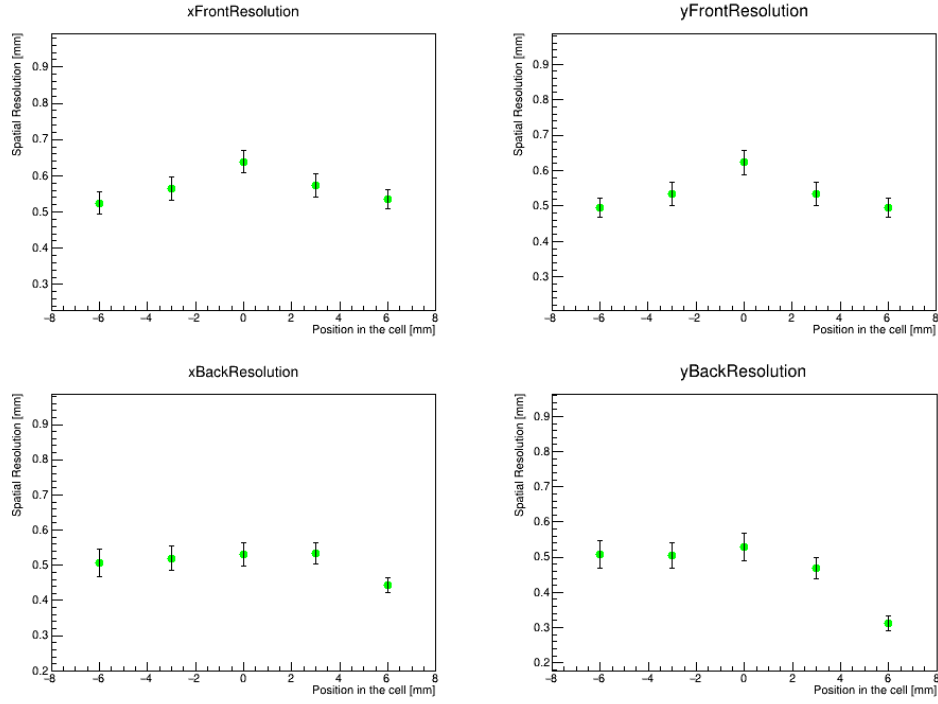 xFrontResolution
Spatial Resolution [mm]
0.9
0.8
0.7
0.6
0.5
0.4
0.3
−8 −6 −4 −2 0 2 4 6 8
Position in the cell [mm]
yFrontResolution
Spatial Resolution [mm]
0.9
0.8
0.7
0.6
0.5
0.4
0.3
−8 −6 −4 −2 0 2 4 6 8
Position in the cell [mm]
xBackResolution
Spatial Resolution [mm]
0.9
0.8
0.7
0.6
0.5
0.4
0.3
0.2
−8 −6 −4 −2 0 2 4 6 8
Position in the cell [mm]
yBackResolution
Spatial Resolution [mm]
0.9
0.8
0.7
0.6
0.5
0.4
0.3
0.2
−8 −6 −4 −2 0 2 4 6 8
Position in the cell [mm]